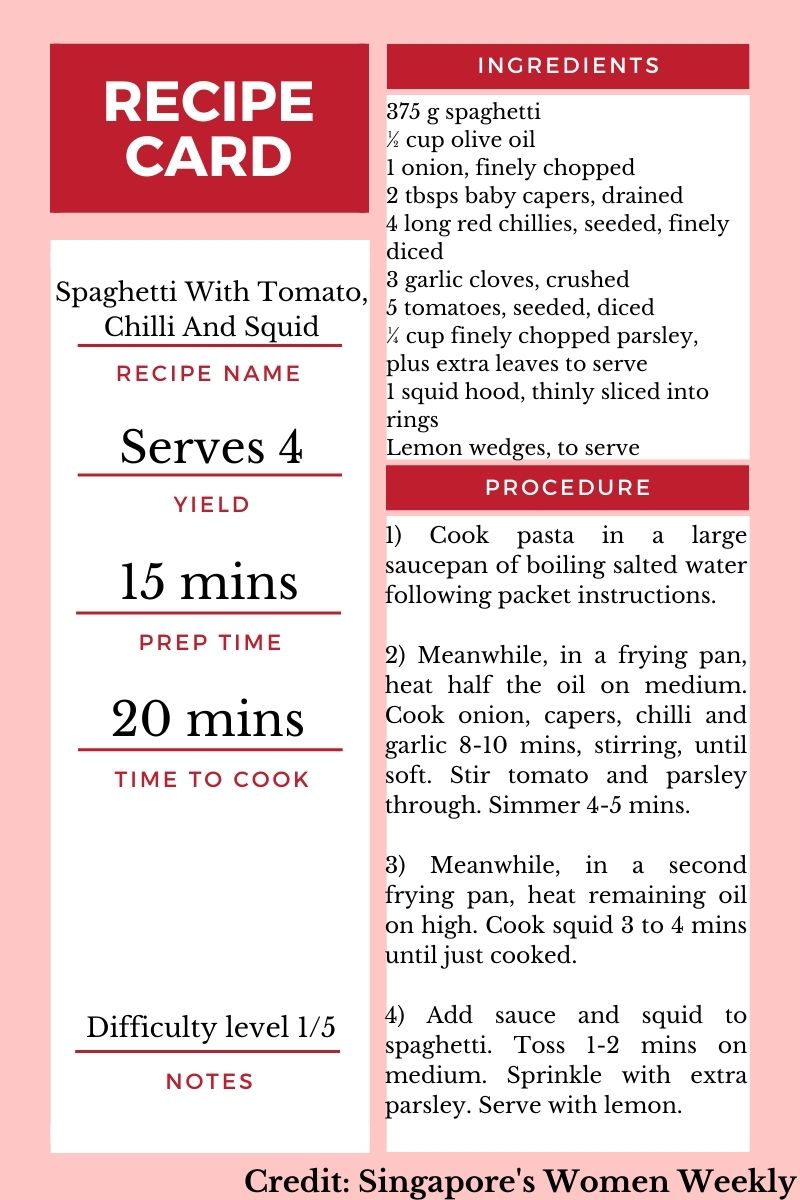 RECIPE
CARD
Spaghetti With Tomato,
Chilli And Squid
RECIPE NAME
Serves 4
YIELD
15 mins
PREP TIME
20 mins
TIME TO COOK
Difficulty level 1/5
NOTES
INGREDIENTS
375 g spaghetti
½ cup olive oil
1 onion, finely chopped
2 tbsps baby capers, drained
4 long red chillies, seeded, finely
diced
3 garlic cloves, crushed
5 tomatoes, seeded, diced
¼ cup finely chopped parsley,
plus extra leaves to serve
1 squid hood, thinly sliced into
rings
Lemon wedges, to serve
PROCEDURE
1) Cook pasta in a large
saucepan of boiling salted water
following packet instructions.
2) Meanwhile, in a frying pan,
heat half the oil on medium.
Cook onion, capers, chilli and
garlic 8-10 mins, stirring, until
soft. Stir tomato and parsley
through. Simmer 4-5 mins.
3) Meanwhile, in a second
frying pan, heat remaining oil
on high. Cook squid 3 to 4 mins
until just cooked.
4) Add sauce and squid to
spaghetti. Toss 1-2 mins on
medium. Sprinkle with extra
parsley. Serve with lemon.
Credit: Singapore's Women Weekly